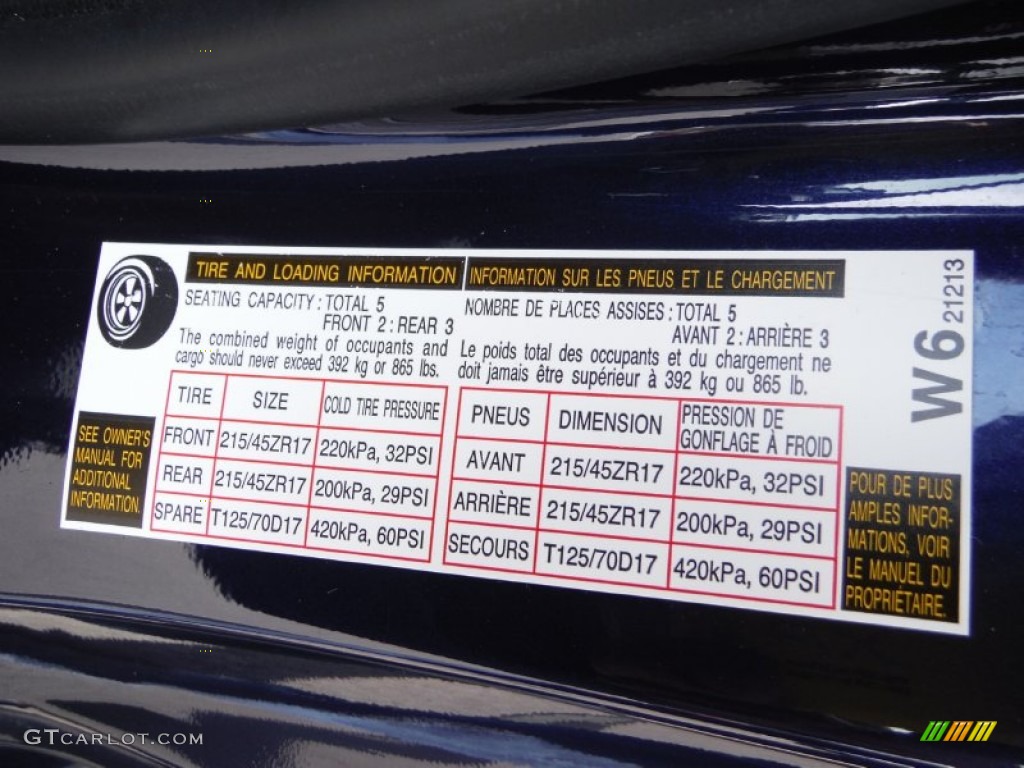 TIRE AND LOADING INFORMATION
SEATING CAPACITY : TOTAL 5
FRONT 2 : REAR 3
The combined weight of occupants and
cargo should never exceed 392 kg or 865 lbs.
TIRE SIZE COLD TIRE PRESSURE
FRONT 215/45ZR17 220kPa, 32PSI
REAR 215/45ZR17 200kPa, 29PSI
SPARE T125/70D17 420kPa, 60PSI
SEE OWNER'S
MANUAL FOR
ADDITIONAL
INFORMATION.
INFORMATION SUR LES PNEUS ET LE CHARGEMENT
NOMBRE DE PLACES ASSISES : TOTAL 5
AVANT 2 : ARRIÈRE 3
Le poids total des occupants et du chargement ne
doit jamais être supérieur à 392 kg ou 865 lb.
PNEUS DIMENSION PRESSION DE
GONFLAGE À FROID
AVANT 215/45ZR17 220kPa, 32PSI
ARRIÈRE 215/45ZR17 200kPa, 29PSI
SECOURS T125/70D17 420kPa, 60PSI
POUR DE PLUS
AMPLES INFOR-
MATIONS, VOIR
LE MANUEL DU
PROPRIÉTAIRE.
W6 21213
GTCARLOT.COM